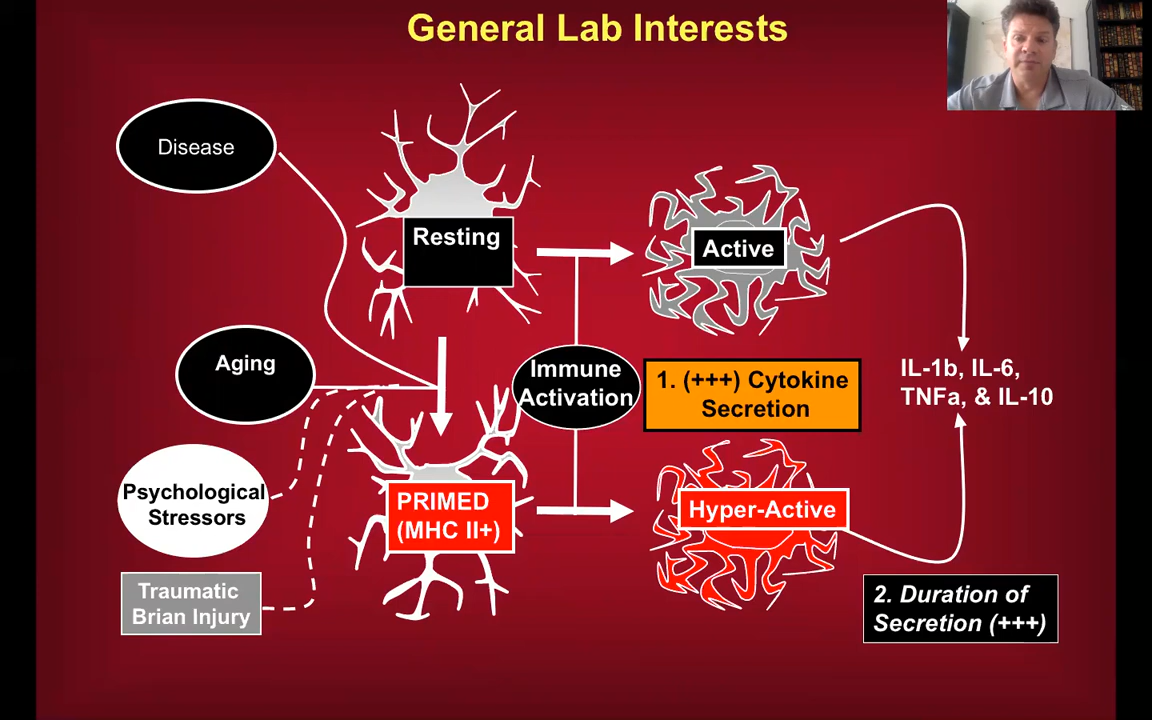 General Lab Interests
Disease
Resting
Active
Aging
Immune
Activation
1. (+++) Cytokine
Secretion
IL-1b, IL-6,
TNFa, & IL-10
Psychological
Stressors
PRIMED
(MHC II+)
Hyper-Active
Traumatic
Brian Injury
2. Duration of
Secretion (+++)